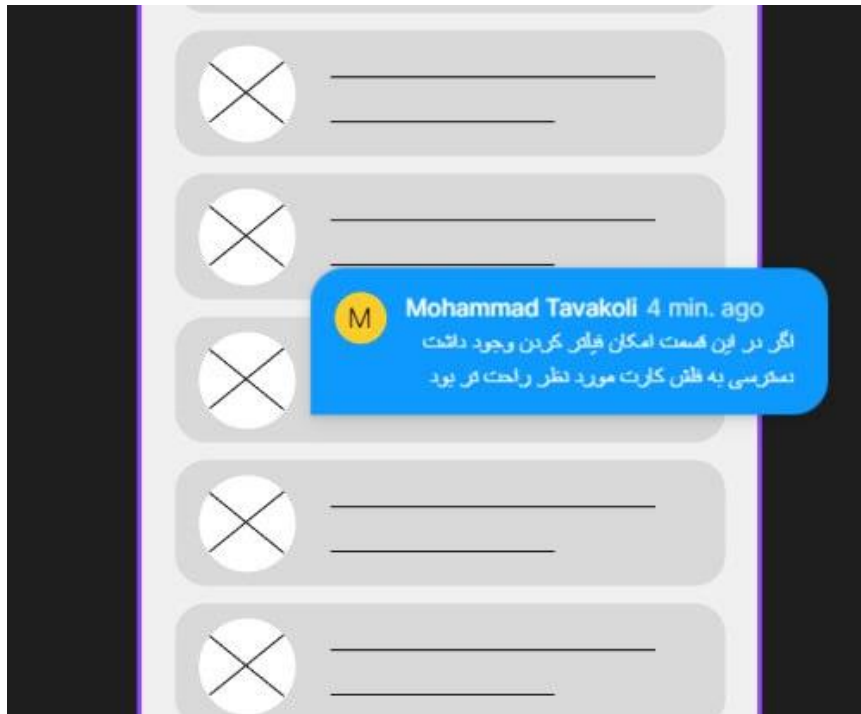 M
Mohammad Tavakoli 4 min. ago
اگر در این قسمت امکان فیلتر کردن وجود داشت
دسترسی به فلش کارت مورد نظر راحت تر بود